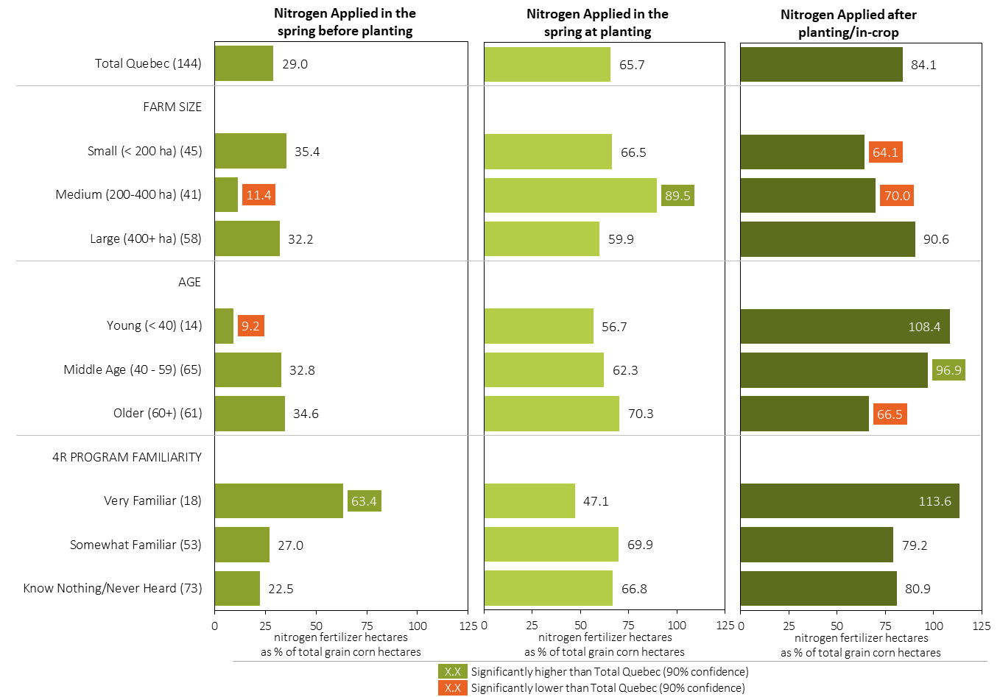 Nitrogen Applied in the
spring before planting
Nitrogen Applied in the
spring at planting
Nitrogen Applied after
planting/in-crop
Total Quebec (144) 29.0 65.7 84.1
FARM SIZE
Small (< 200 ha) (45) 35.4 66.5 64.1
Medium (200-400 ha) (41) 11.4 89.5 70.0
Large (400+ ha) (58) 32.2 59.9 90.6
AGE
Young (< 40) (14) 9.2 56.7 108.4
Middle Age (40 - 59) (65) 32.8 62.3 96.9
Older (60+) (61) 34.6 70.3 66.5
4R PROGRAM FAMILIARITY
Very Familiar (18) 63.4 47.1 113.6
Somewhat Familiar (53) 27.0 69.9 79.2
Know Nothing/Never Heard (73) 22.5 66.8 80.9
0 25 50 75 100 125 0 25 50 75 100 125 0 25 50 75 100 125
nitrogen fertilizer hectares
as % of total grain corn hectares
nitrogen fertilizer hectares
as % of total grain corn hectares
nitrogen fertilizer hectares
as % of total grain corn hectares
X.X Significantly higher than Total Quebec (90% confidence)
X.X Significantly lower than Total Quebec (90% confidence)